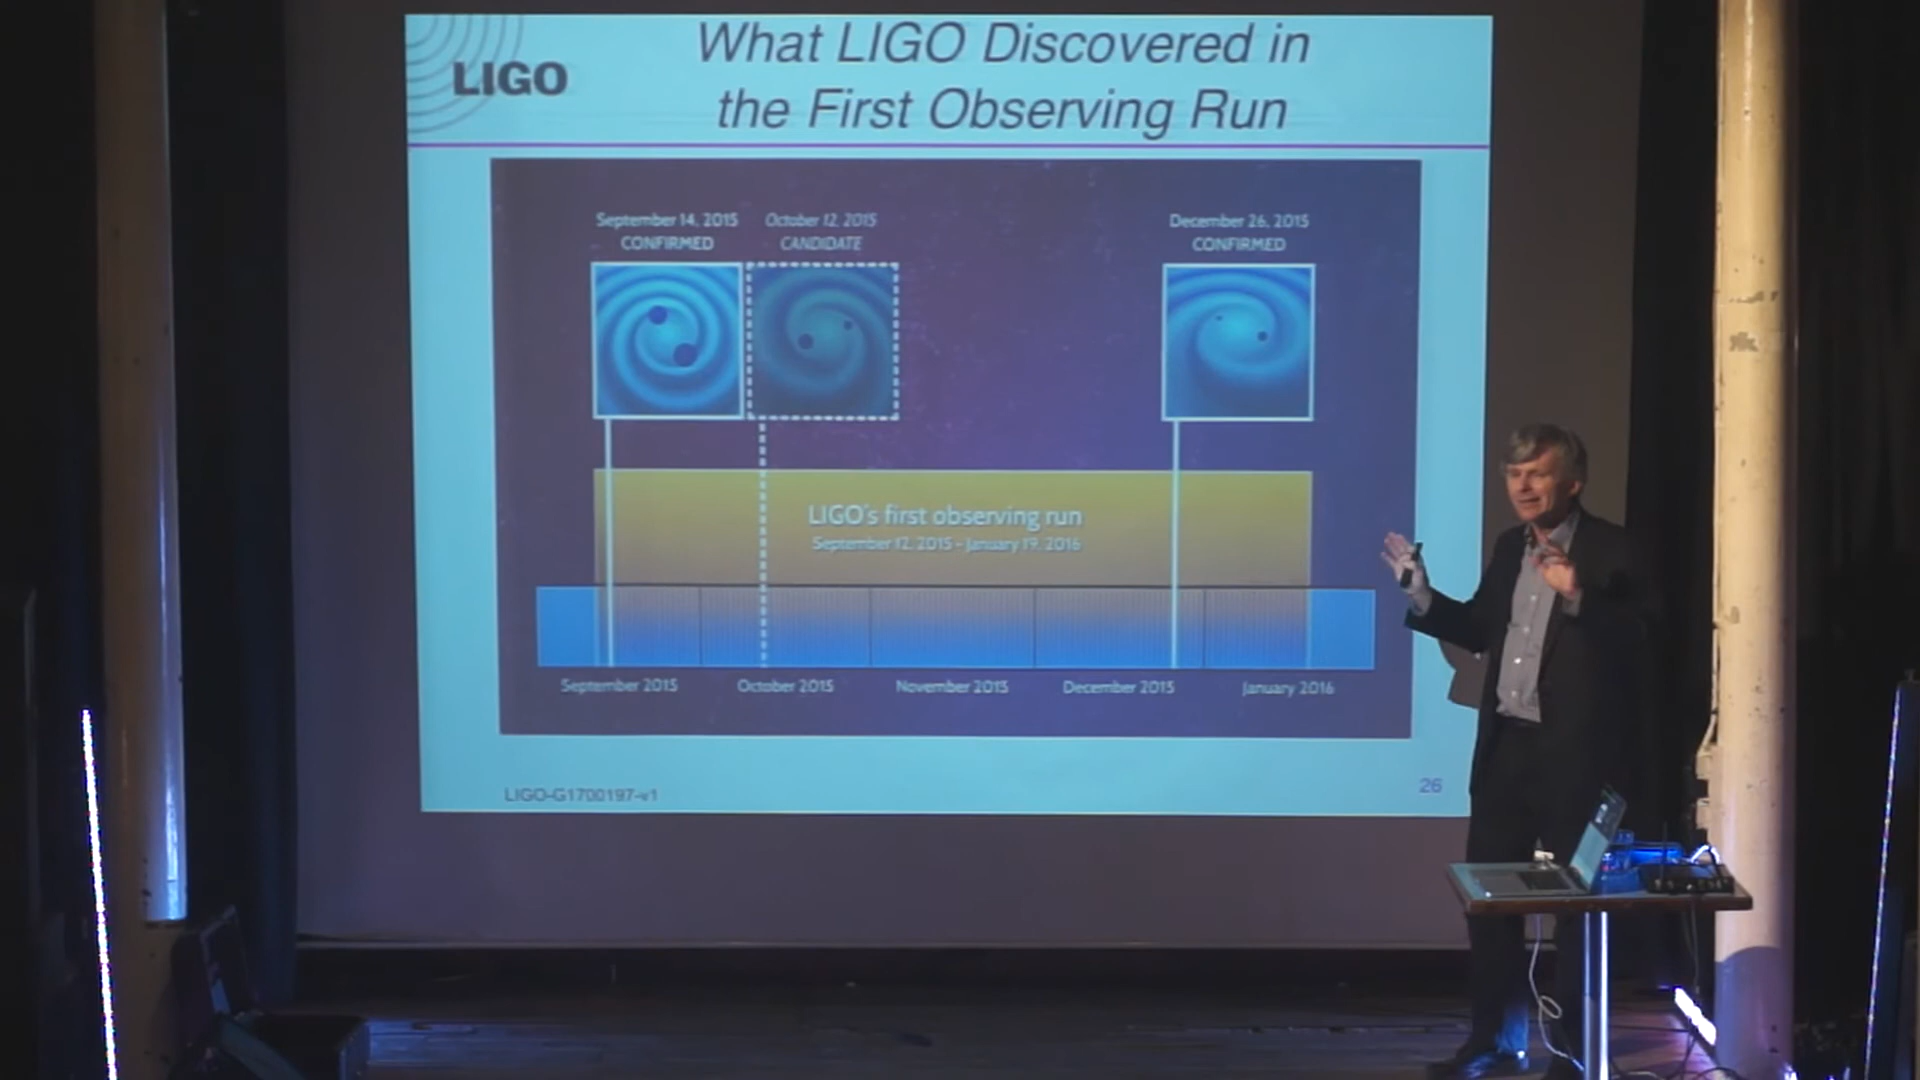 LIGO
What LIGO Discovered in
the First Observing Run
September 14, 2015
CONFIRMED
October 12, 2015
CANDIDATE
December 26, 2015
CONFIRMED
LIGO's first observing run
September 12, 2015 - January 19, 2016
September 2015
October 2015
November 2015
December 2015
January 2016
LIGO-G1700197-v1
26